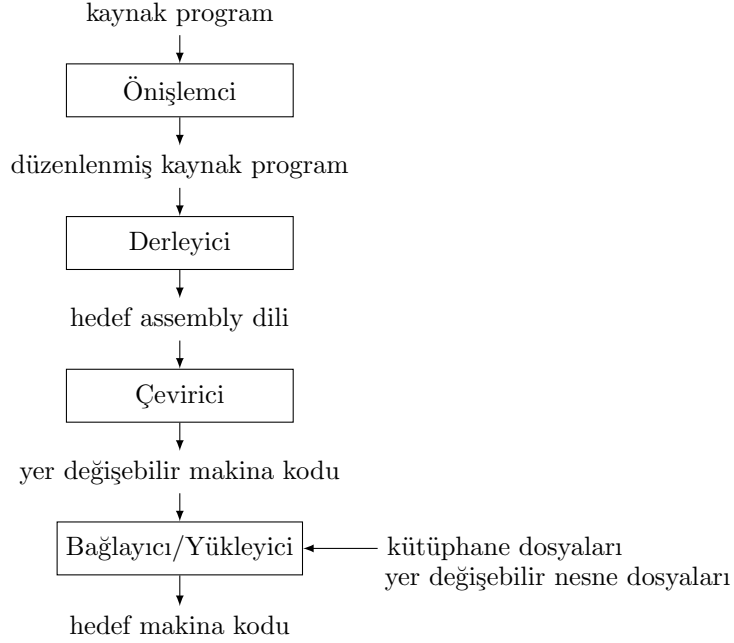 kaynak program
Önişlemci
düzenlenmiş kaynak program
Derleyici
hedef assembly dili
Çevirici
yer değişebilir makina kodu
Bağlayıcı/Yükleyici
kütüphane dosyaları
yer değişebilir nesne dosyaları
hedef makina kodu